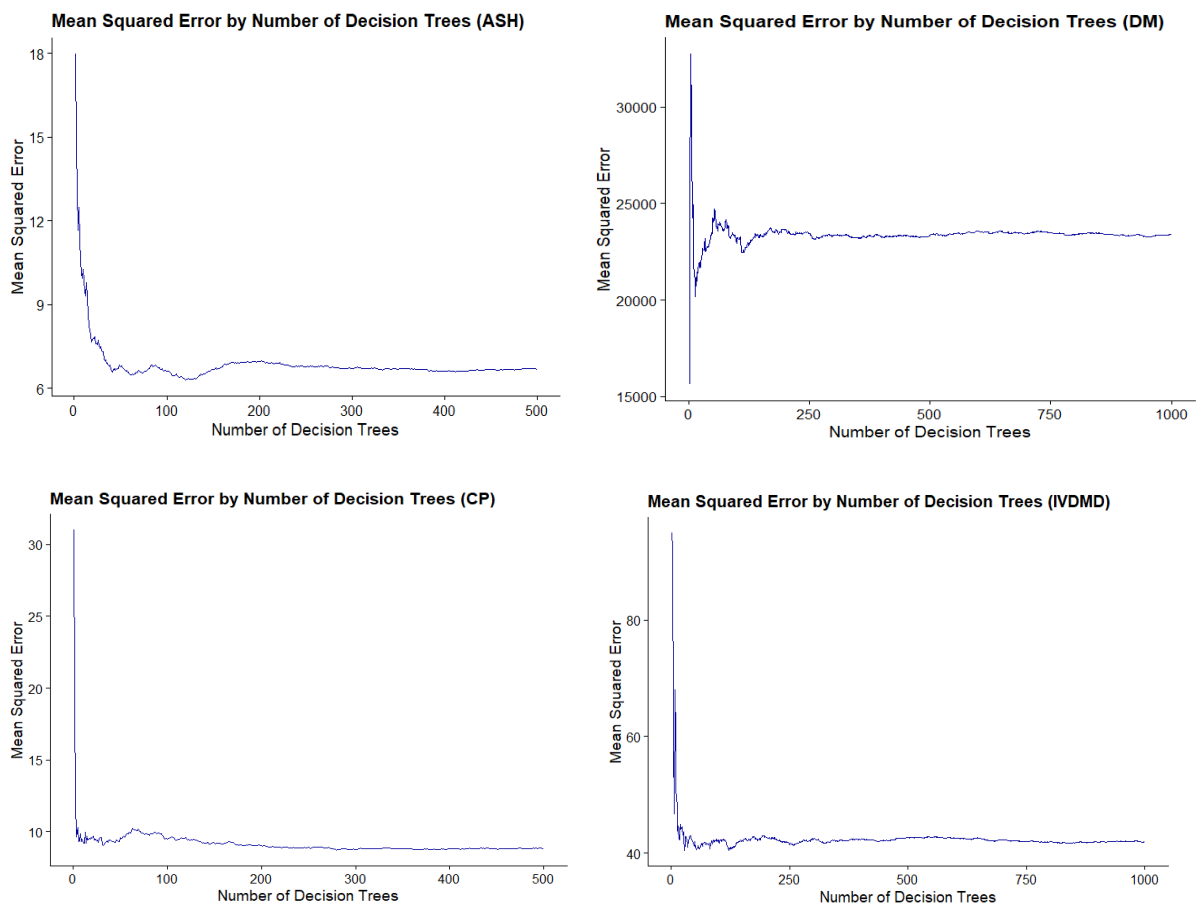 Mean Squared Error by Number of Decision Trees (ASH)
18
15
12
9
6
Mean Squared Error
0 100 200 300 400 500
Number of Decision Trees
Mean Squared Error by Number of Decision Trees (DM)
30000
25000
20000
15000
Mean Squared Error
0 250 500 750 1000
Number of Decision Trees
Mean Squared Error by Number of Decision Trees (CP)
30
25
20
15
10
Mean Squared Error
0 100 200 300 400 500
Number of Decision Trees
Mean Squared Error by Number of Decision Trees (IVDMD)
80
60
40
Mean Squared Error
0 250 500 750 1000
Number of Decision Trees